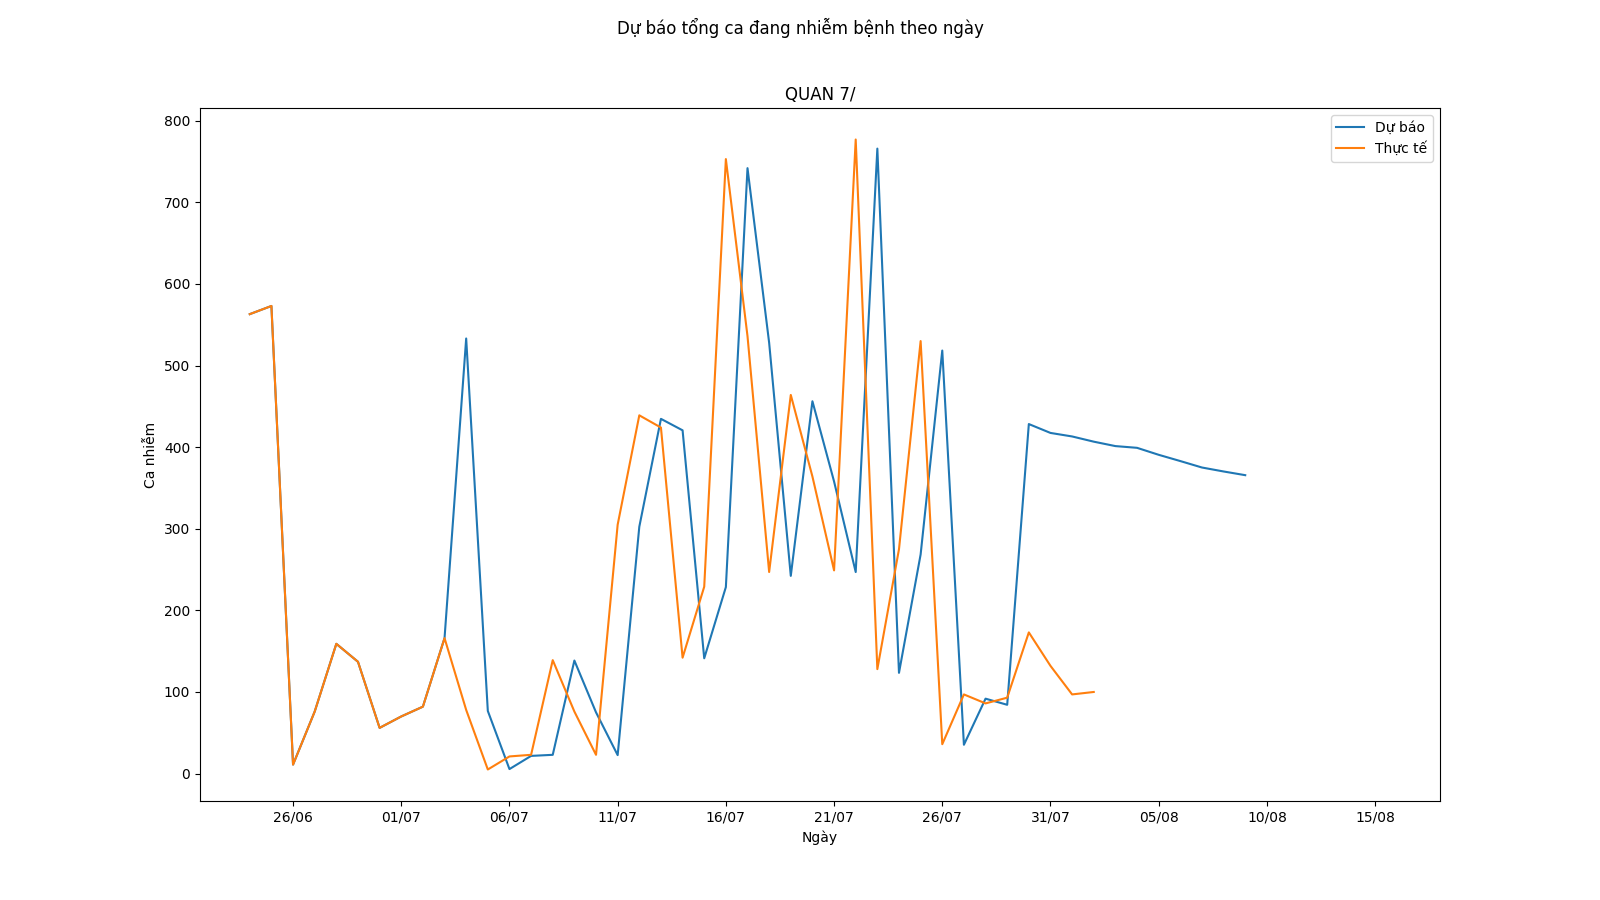 Dự báo tổng ca đang nhiễm bệnh theo ngày
QUAN 7/
800
700
600
500
400
300
200
100
0
Ca nhiễm
Dự báo
Thực tế
26/06 01/07 06/07 11/07 16/07 21/07 26/07 31/07 05/08 10/08 15/08
Ngày